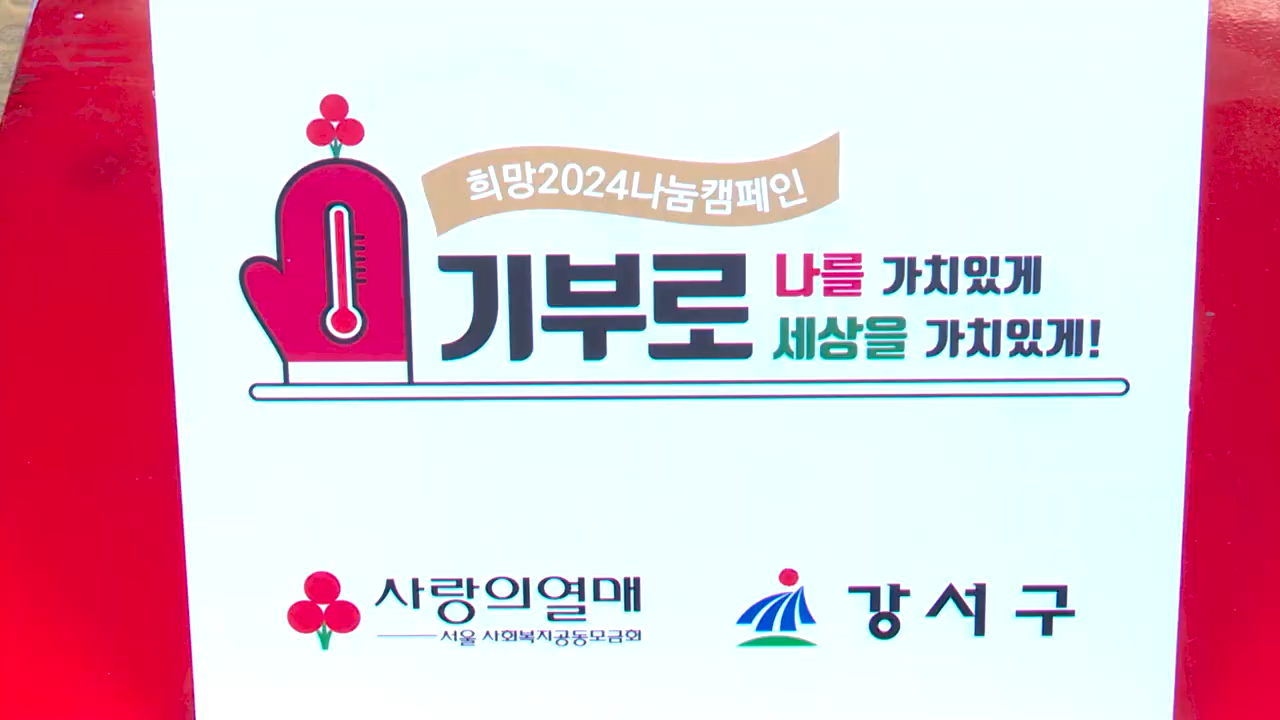 희망2024나눔캠페인
기부로
나를 가치있게
세상을 가치있게!
사랑의열매
서울 사회복지공동모금회
강서구